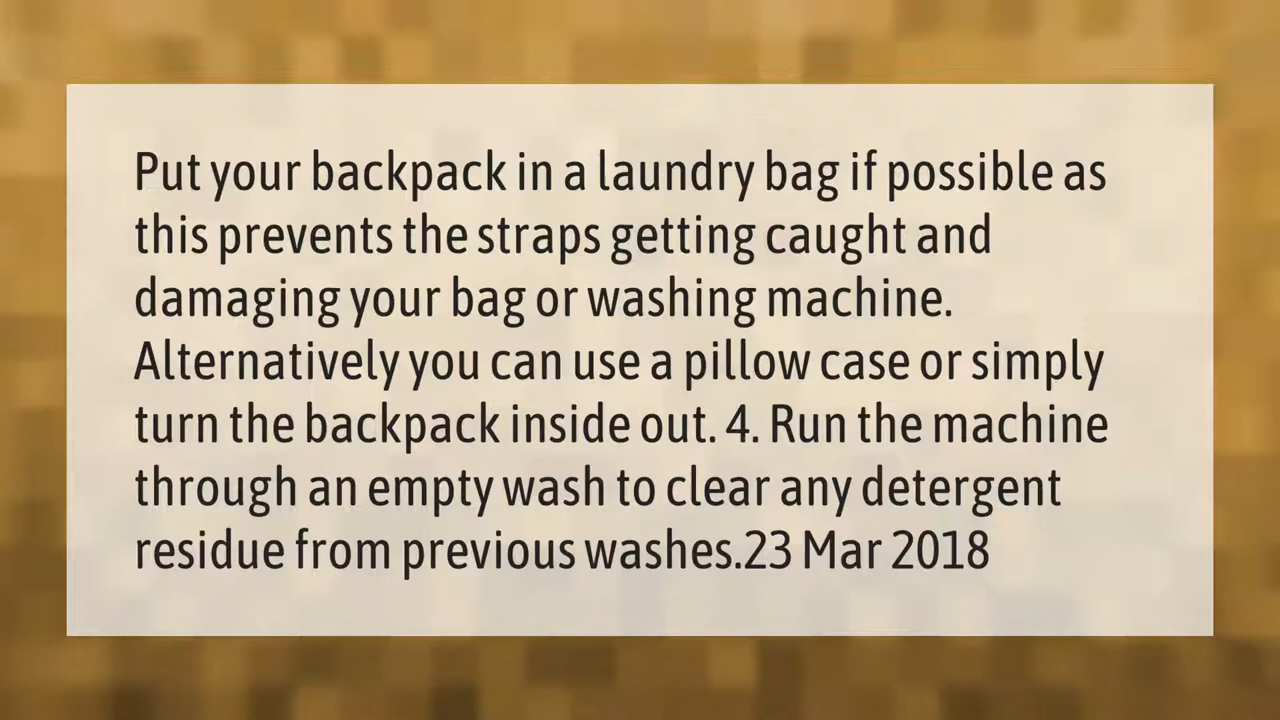 Put your backpack in a laundry bag if possible as
this prevents the straps getting caught and
damaging your bag or washing machine.
Alternatively you can use a pillow case or simply
turn the backpack inside out. 4. Run the machine
through an empty wash to clear any detergent
residue from previous washes.23 Mar 2018